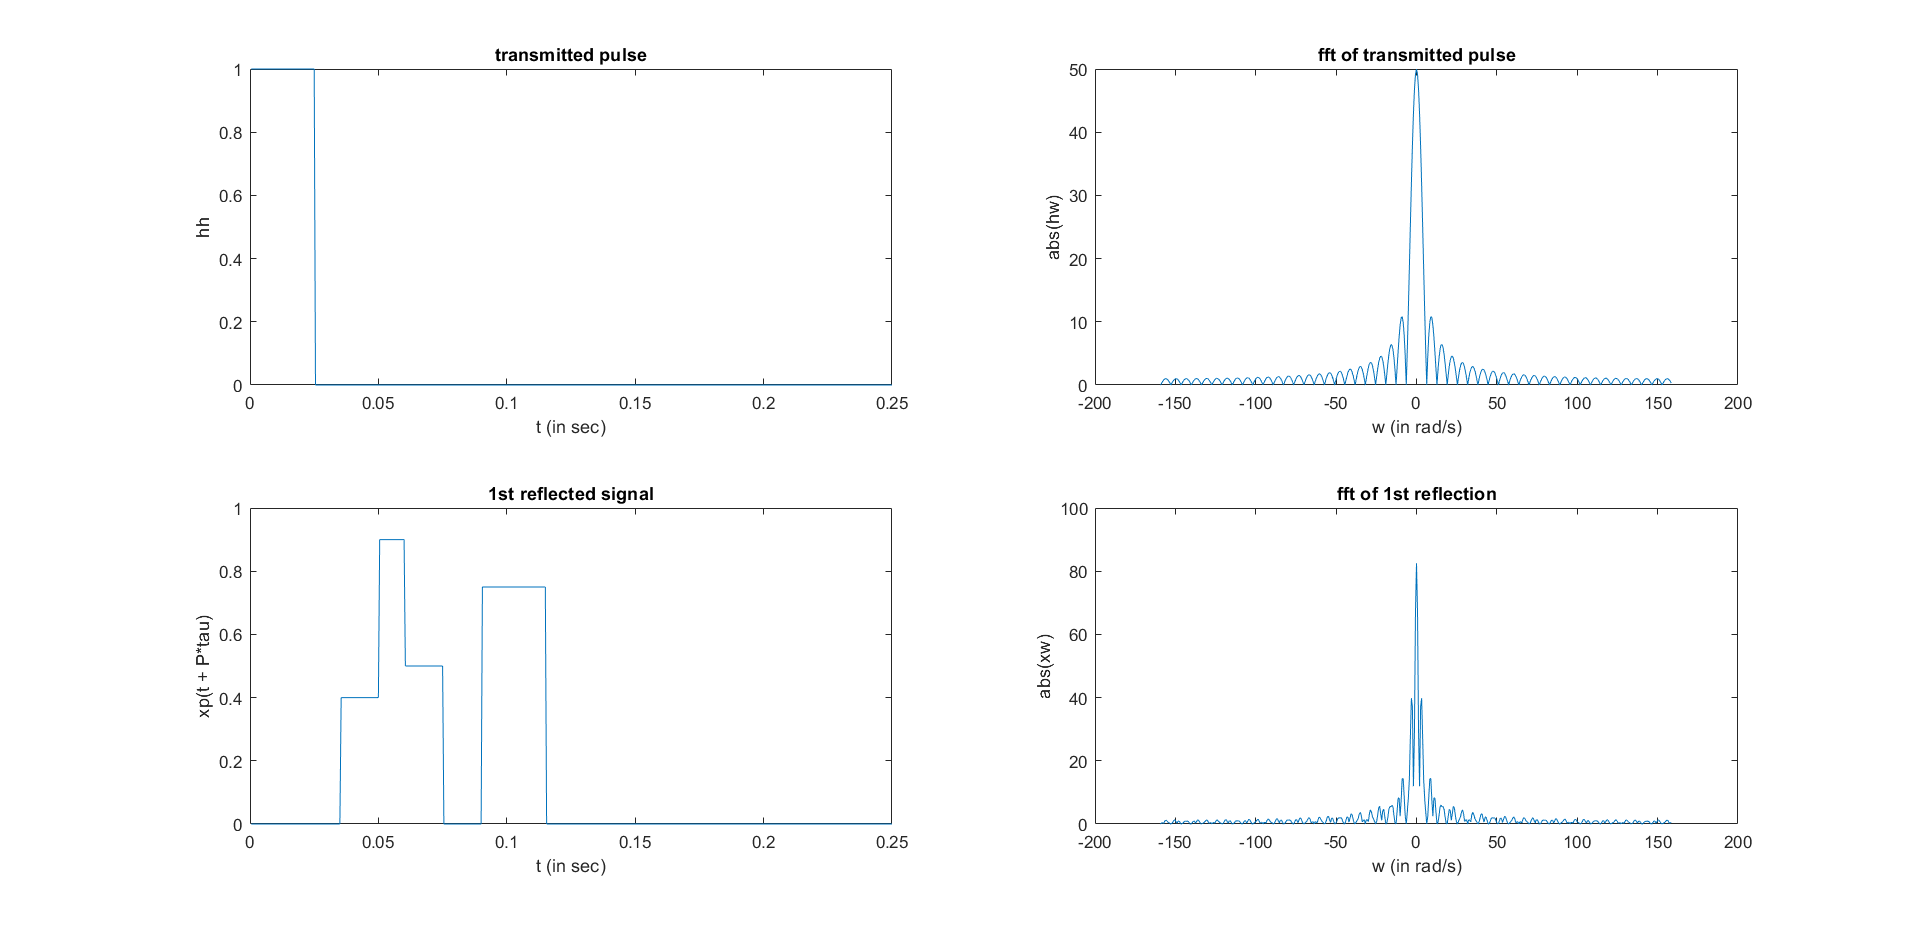 transmitted pulse
1
0.8
0.6
0.4
0.2
0
hh
0 0.05 0.1 0.15 0.2 0.25
t (in sec)
fft of transmitted pulse
50
40
30
20
10
0
abs(hw)
-200 -150 -100 -50 0 50 100 150 200
w (in rad/s)
1st reflected signal
1
0.8
0.6
0.4
0.2
0
xp(t + P*tau)
0 0.05 0.1 0.15 0.2 0.25
t (in sec)
fft of 1st reflection
100
80
60
40
20
0
abs(xw)
-200 -150 -100 -50 0 50 100 150 200
w (in rad/s)